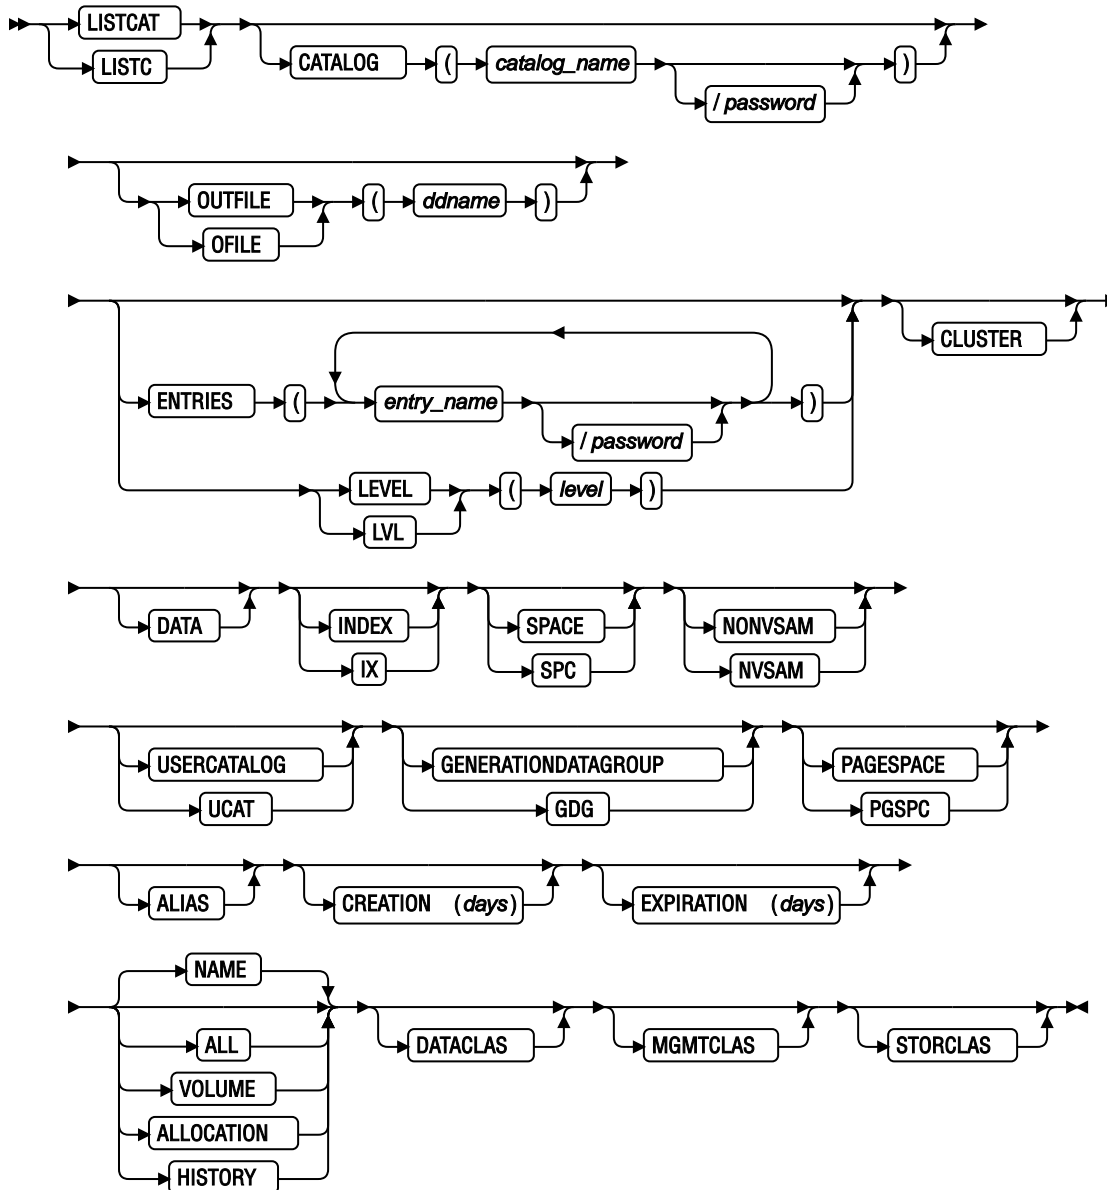 LISTCAT
LISTC
CATALOG ( catalog_name )
/ password
OUTFILE ( ddname )
OFILE
ENTRIES ( entry_name )
/ password
CLUSTER
LEVEL ( level )
LVL
DATA INDEX SPACE NONVSAM
IX SPC NVSAM
USERCATALOG GENERATIONDATAGROUP PAGESPACE
UCAT GDG PGSPC
ALIAS CREATION (days) EXPIRATION (days)
NAME
ALL DATACLAS MGMTCLAS STORCLAS
VOLUME
ALLOCATION
HISTORY